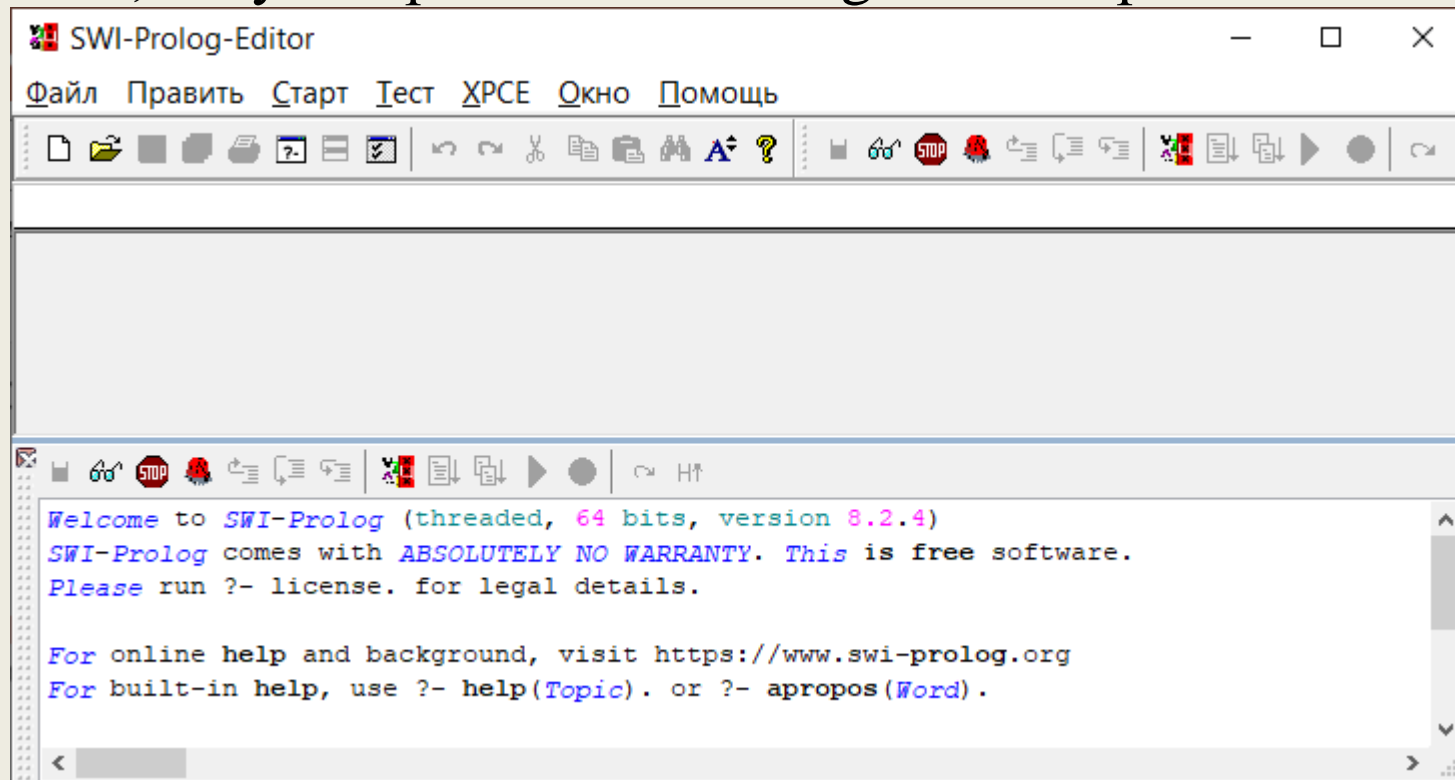 SWI-Prolog-Editor
Файл Править Старт Тест XPCE Окно Помощь
STOP STOP
STOP
Welcome to SWI-Prolog (threaded, 64 bits, version 8.2.4)
SWI-Prolog comes with ABSOLUTELY NO WARRANTY. This is free software.
Please run ?- license. for legal details.
For online help and background, visit https://www.swi-prolog.org
For built-in help, use ?- help(Topic). or ?- apropos(Word).